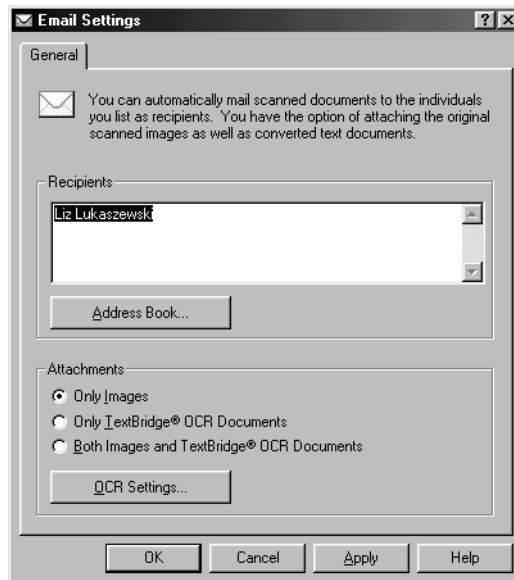 Email Settings
General
You can automatically mail scanned documents to the individuals
you list as recipients. You have the option of attaching the original
scanned images as well as converted text documents.
Recipients
Liz Lukaszewski
Address Book...
Attachments
Only Images
Only TextBridge® OCR Documents
Both Images and TextBridge® OCR Documents
OCR Settings...
OK Cancel Apply Help